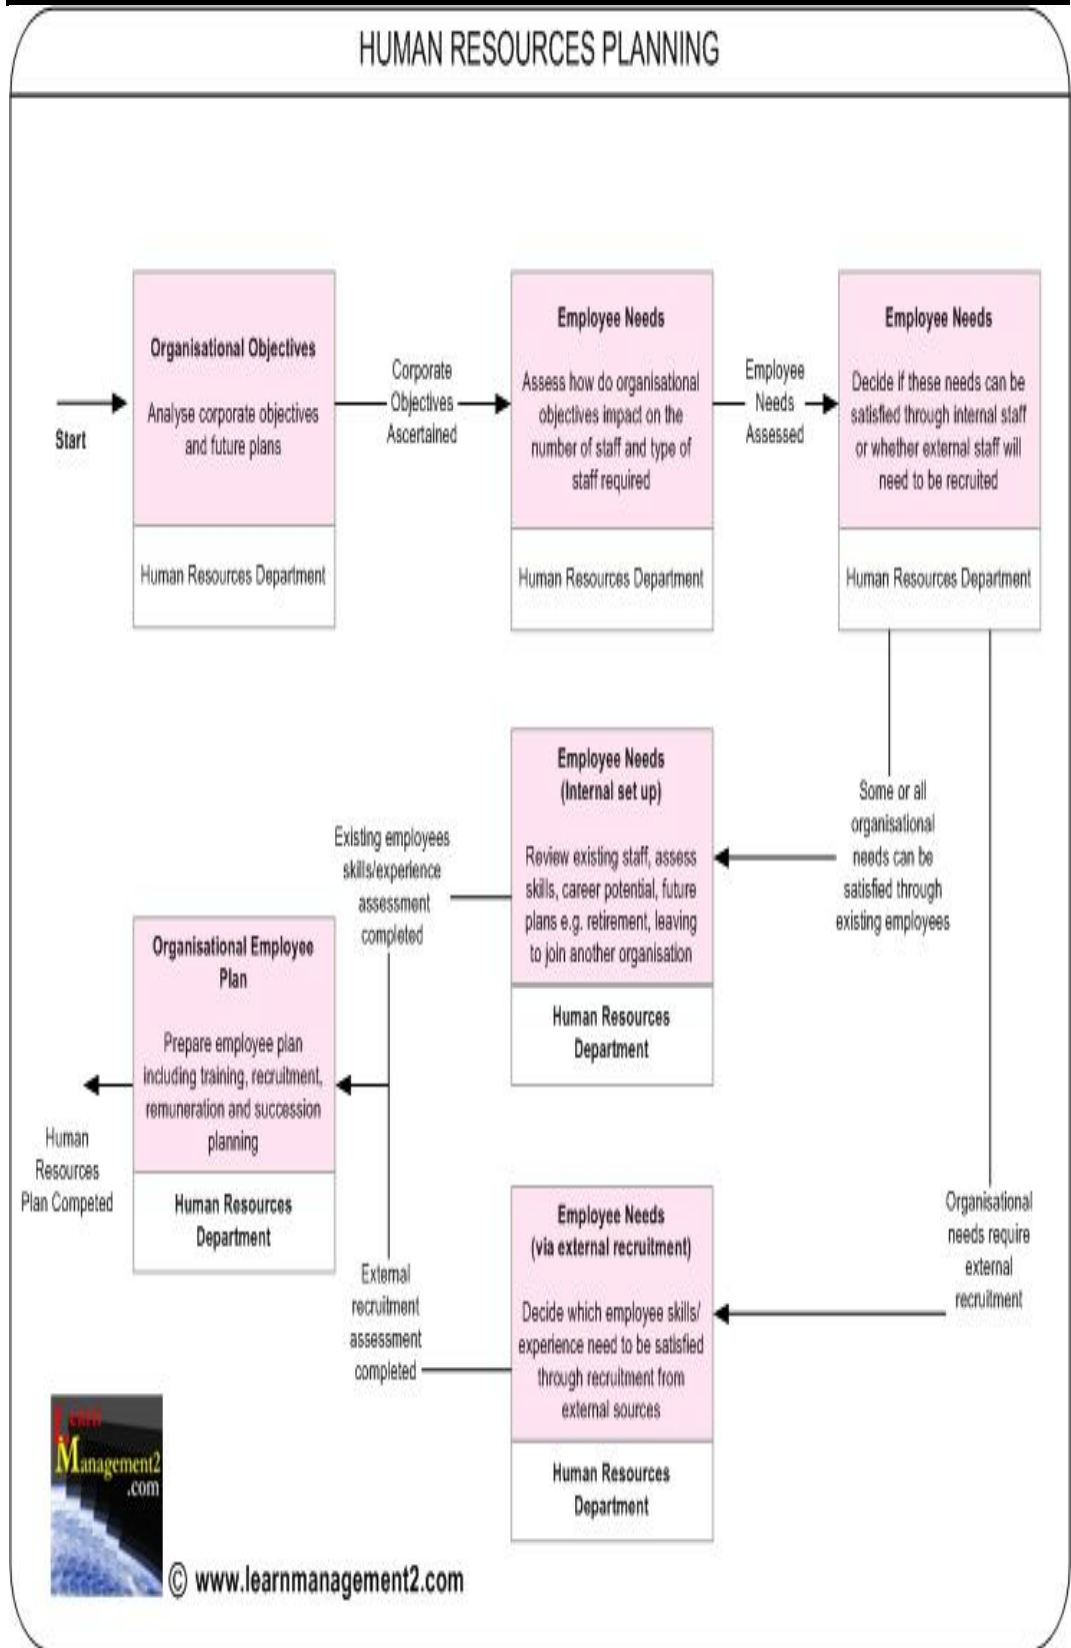 HUMAN RESOURCES PLANNING
Start
Organisational Objectives
Analyse corporate objectives
and future plans
Human Resources Department
Corporate
Objectives
Ascertained
Employee Needs
Assess how do organisational
objectives impact on the
number of staff and type of
staff required
Human Resources Department
Employee
Needs
Assessed
Employee Needs
Decide if these needs can be
satisfied through internal staff
or whether external staff will
need to be recruited
Human Resources Department
Some or all
organisational
needs can be
satisfied through
existing employees
Employee Needs
(Internal set up)
Review existing staff, assess
skills, career potential, future
plans e.g. retirement, leaving
to join another organisation
Human Resources
Department
Existing employees
skills/experience
assessment
completed
Organisational Employee
Plan
Prepare employee plan
including training, recruitment,
remuneration and succession
planning
Human Resources
Department
Human
Resources
Plan Competed
Organisational
needs require
external
recruitment
Employee Needs
(via external recruitment)
Decide which employee skills/
experience need to be satisfied
through recruitment from
external sources
Human Resources
Department
External
recruitment
assessment
completed
Learn
Management2
.com
© www.learnmanagement2.com